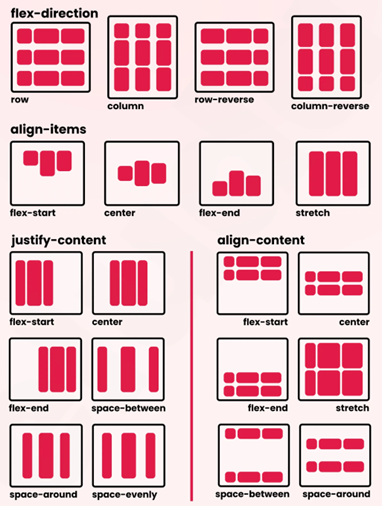 flex-direction
row
column
row-reverse
column-reverse
align-items
flex-start
center
flex-end
stretch
justify-content
flex-start
center
flex-end
space-between
space-around
space-evenly
align-content
flex-start
center
flex-end
stretch
space-between
space-around